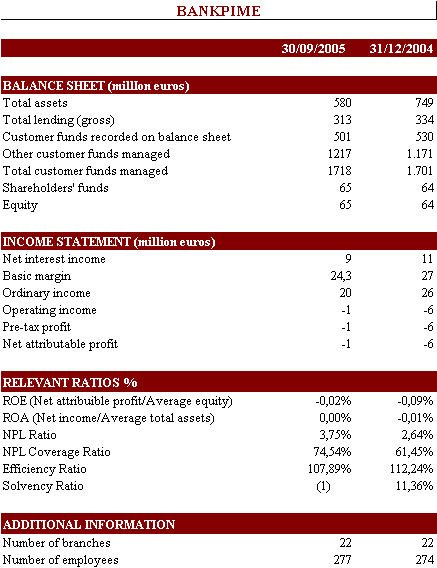 BANKPIME
30/09/2005 31/12/2004
BALANCE SHEET (million euros)
Total assets 580 749
Total lending (gross) 313 334
Customer funds recorded on balance sheet 501 530
Other customer funds managed 1217 1.171
Total customer funds managed 1718 1.701
Shareholders' funds 65 64
Equity 65 64
INCOME STATEMENT (million euros)
Net interest income 9 11
Basic margin 24,3 27
Ordinary income 20 26
Operating income -1 -6
Pre-tax profit -1 -6
Net attributable profit -1 -6
RELEVANT RATIOS %
ROE (Net attribuible profit/Average equity) -0,02% -0,09%
ROA (Net income/Average total assets) 0,00% -0,01%
NPL Ratio 3,75% 2,64%
NPL Coverage Ratio 74,54% 61,45%
Efficiency Ratio 107,89% 112,24%
Solvency Ratio (1) 11,36%
ADDITIONAL INFORMATION
Number of branches 22 22
Number of employees 277 274